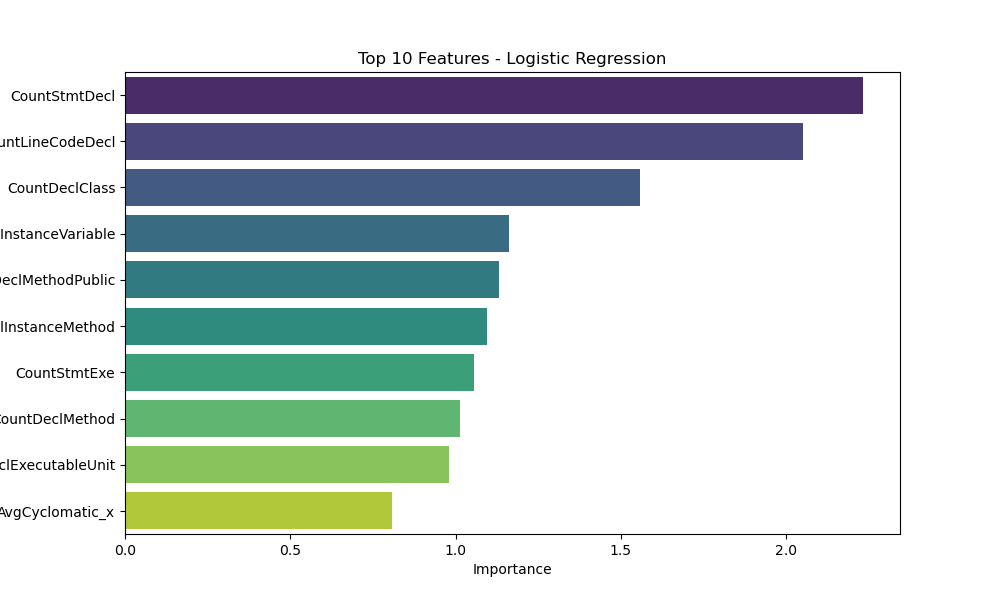 Top 10 Features - Logistic Regression
CountStmtDecl
untLineCodeDecl
CountDeclClass
InstanceVariable
eclMethodPublic
lInstanceMethod
CountStmtExe
CountDeclMethod
clExecutableUnit
AvgCyclomatic_x
0.0 0.5 1.0 1.5 2.0
Importance